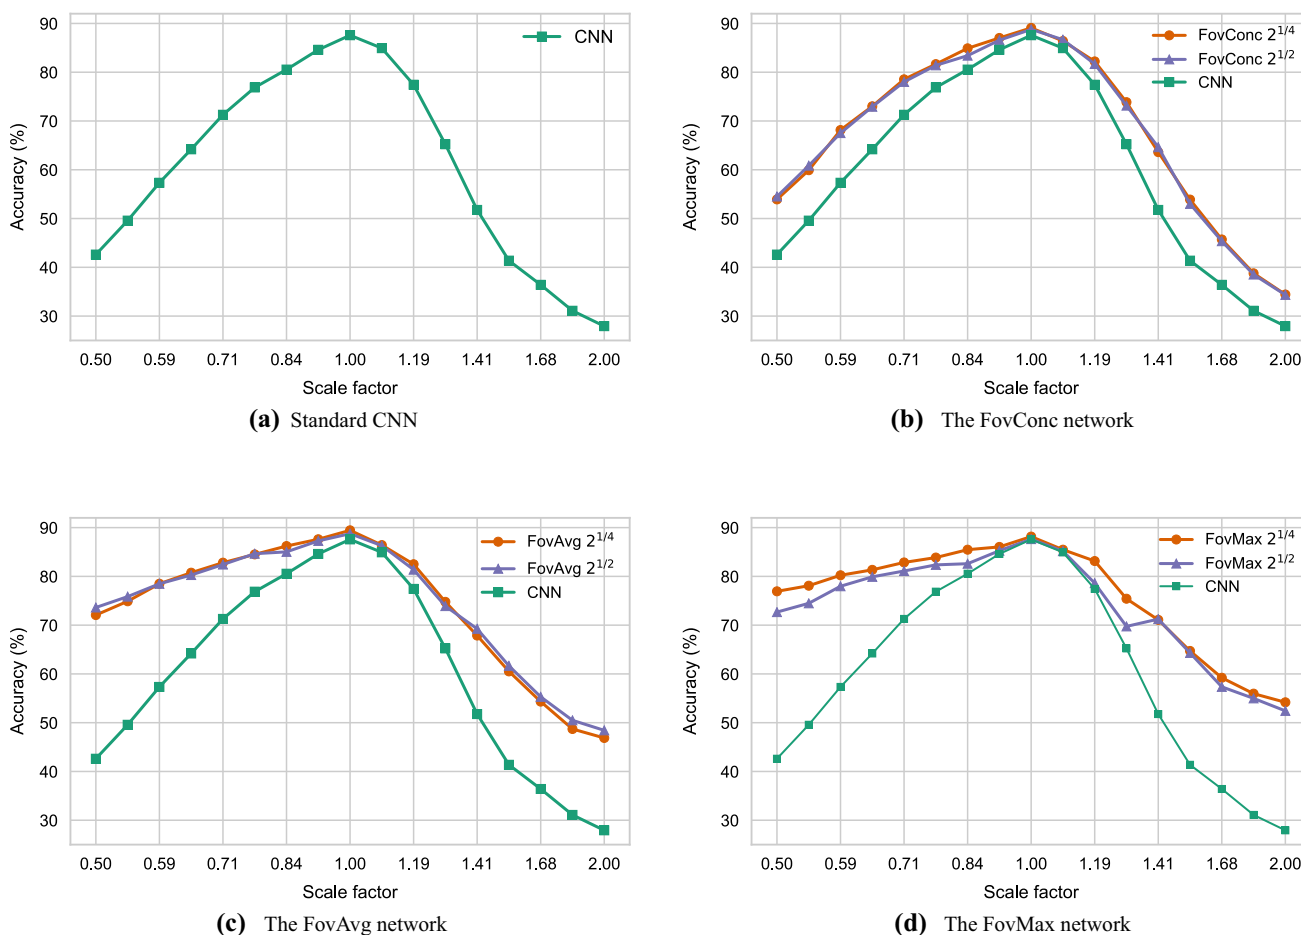 90
80
70
60
50
40
30
Accuracy (%)
CNN
0.50 0.59 0.71 0.84 1.00 1.19 1.41 1.68 2.00
Scale factor
(a) Standard CNN
90
80
70
60
50
40
30
Accuracy (%)
FovConc 2^{1/4}
FovConc 2^{1/2}
CNN
0.50 0.59 0.71 0.84 1.00 1.19 1.41 1.68 2.00
Scale factor
(b) The FovConc network
90
80
70
60
50
40
30
Accuracy (%)
FovAvg 2^{1/4}
FovAvg 2^{1/2}
CNN
0.50 0.59 0.71 0.84 1.00 1.19 1.41 1.68 2.00
Scale factor
(c) The FovAvg network
90
80
70
60
50
40
30
Accuracy (%)
FovMax 2^{1/4}
FovMax 2^{1/2}
CNN
0.50 0.59 0.71 0.84 1.00 1.19 1.41 1.68 2.00
Scale factor
(d) The FovMax network